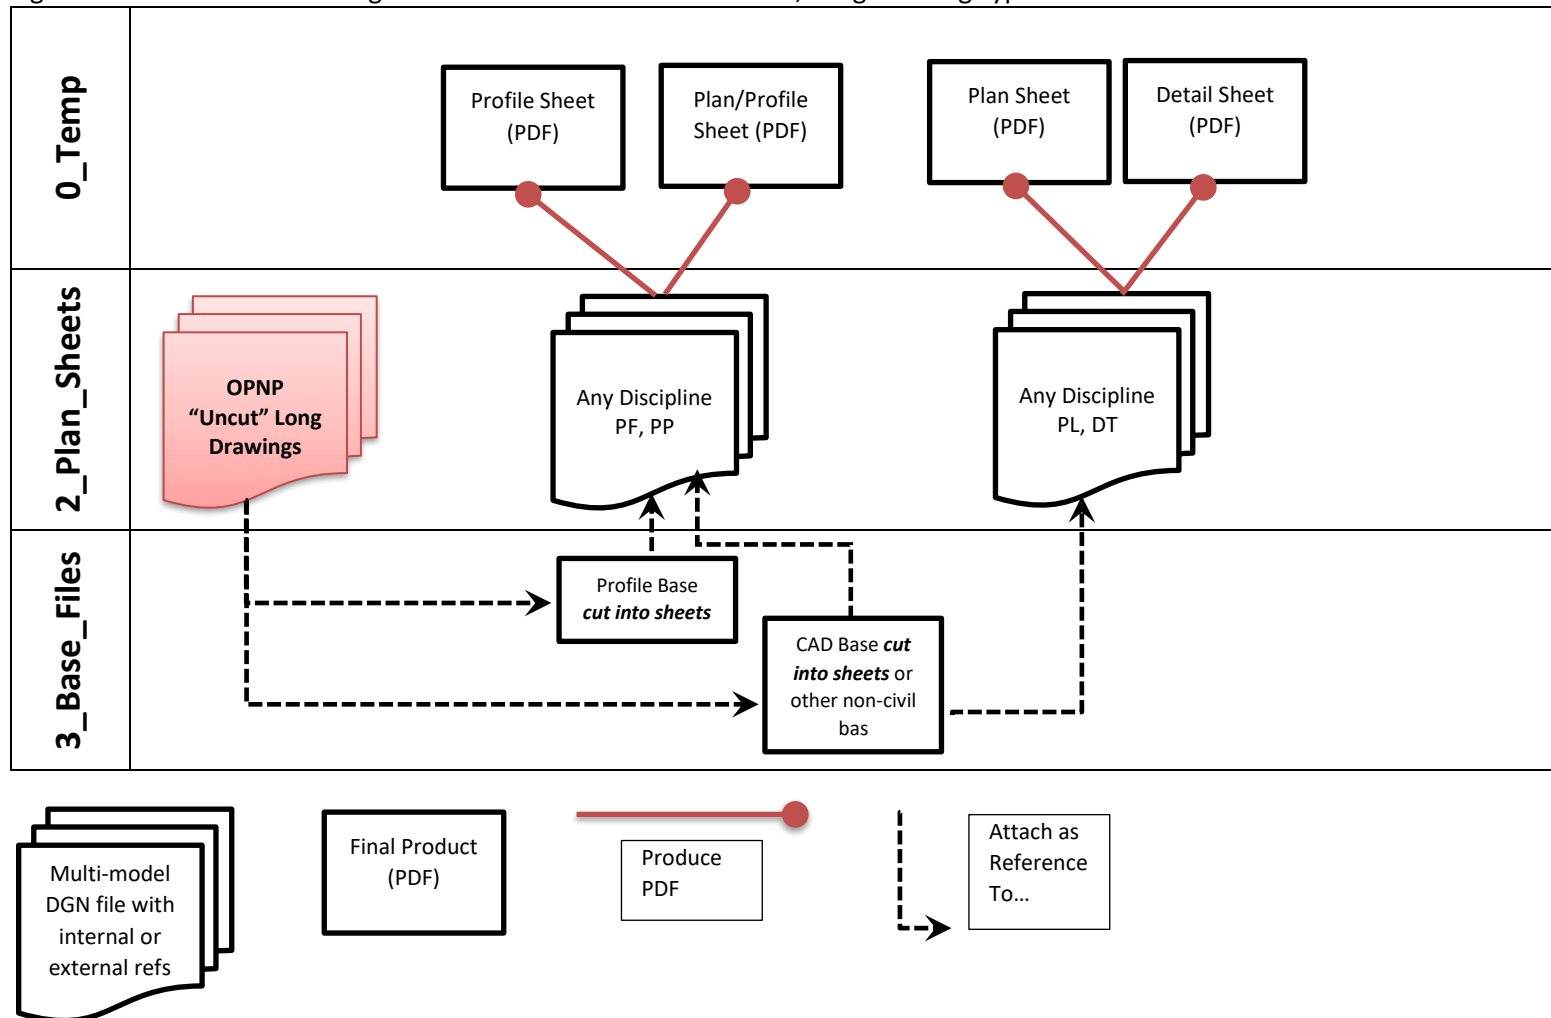 0_Temp
Profile Sheet
(PDF)
Plan/Profile
Sheet (PDF)
Plan Sheet
(PDF)
Detail Sheet
(PDF)
2_Plan_Sheets
OPNP
“Uncut” Long
Drawings
Any Discipline
PF, PP
Any Discipline
PL, DT
3_Base_Files
Profile Base
cut into sheets
CAD Base cut
into sheets or
other non-civil
bas
Multi-model
DGN file with
internal or
external refs
Final Product
(PDF)
Produce
PDF
Attach as
Reference
To…